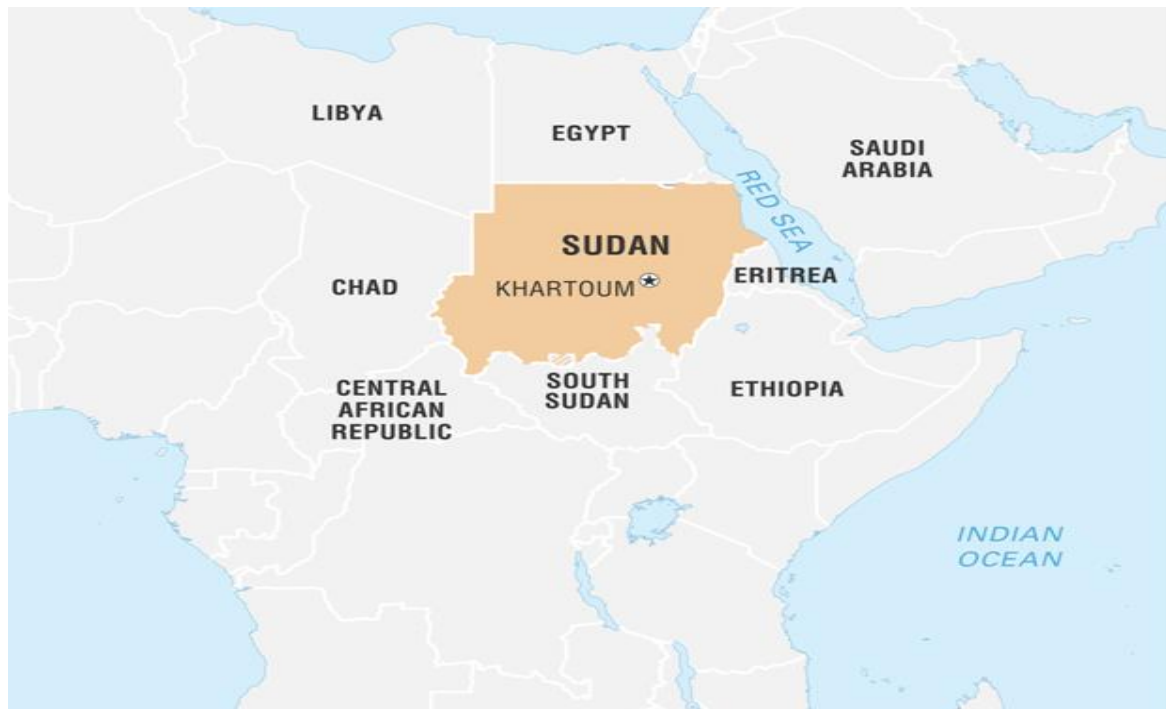 LIBYA
EGYPT
SAUDI
ARABIA
RED SEA
SUDAN
KHARTOUM
ERITREA
CHAD
CENTRAL
AFRICAN
REPUBLIC
SOUTH
SUDAN
ETHIOPIA
INDIAN
OCEAN